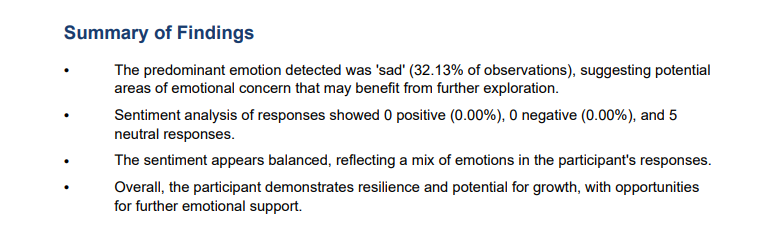 Summary of Findings
• The predominant emotion detected was 'sad' (32.13% of observations), suggesting potential
areas of emotional concern that may benefit from further exploration.
• Sentiment analysis of responses showed 0 positive (0.00%), 0 negative (0.00%), and 5
neutral responses.
• The sentiment appears balanced, reflecting a mix of emotions in the participant's responses.
• Overall, the participant demonstrates resilience and potential for growth, with opportunities
for further emotional support.